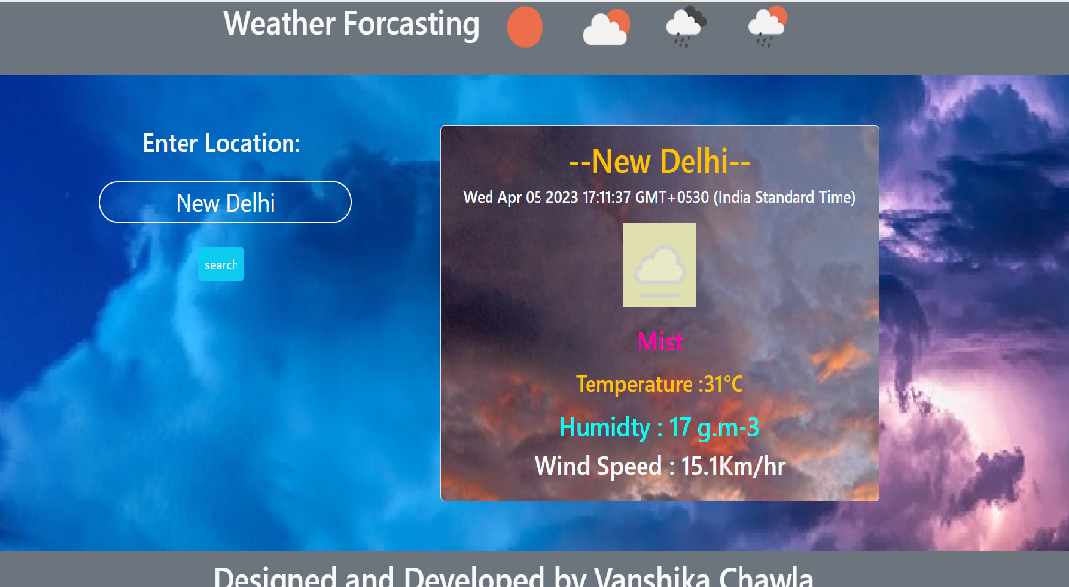 Weather Forcasting
Enter Location:
New Delhi
search
--New Delhi--
Wed Apr 05 2023 17:11:37 GMT+0530 (India Standard Time)
Mist
Temperature :31°C
Humidty : 17 g.m-3
Wind Speed : 15.1Km/hr
Designed and Developed by Vanshika Chawla